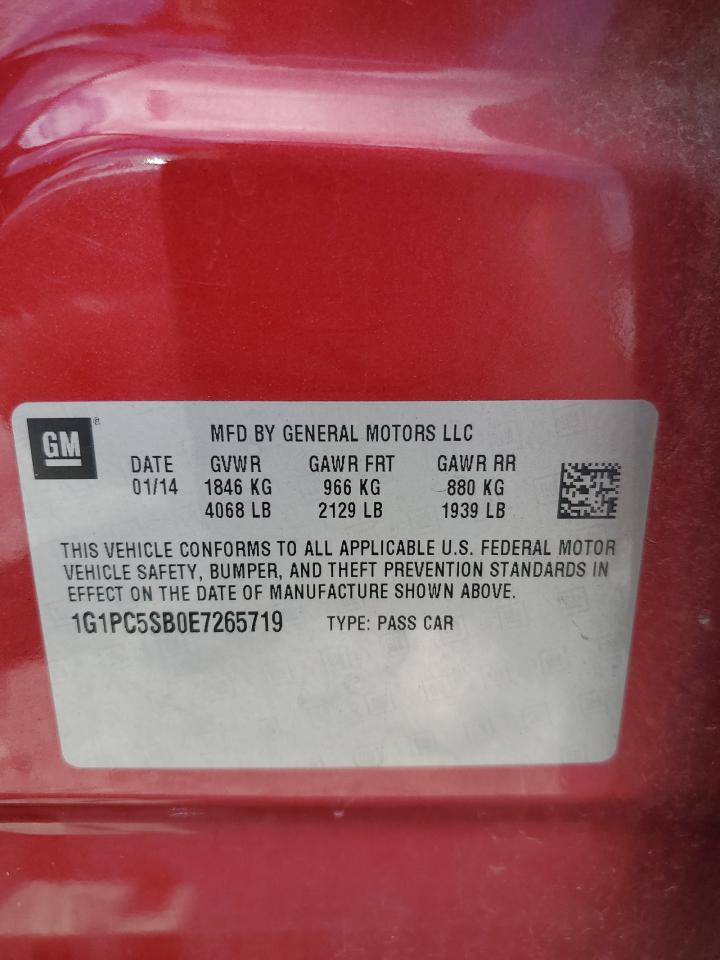 GM®
MFD BY GENERAL MOTORS LLC
DATE GVWR GAWR FRT GAWR RR
01/14 1846 KG 966 KG 880 KG
4068 LB 2129 LB 1939 LB
THIS VEHICLE CONFORMS TO ALL APPLICABLE U.S. FEDERAL MOTOR
VEHICLE SAFETY, BUMPER, AND THEFT PREVENTION STANDARDS IN
EFFECT ON THE DATE OF MANUFACTURE SHOWN ABOVE.
1G1PC5SB0E7265719 TYPE: PASS CAR